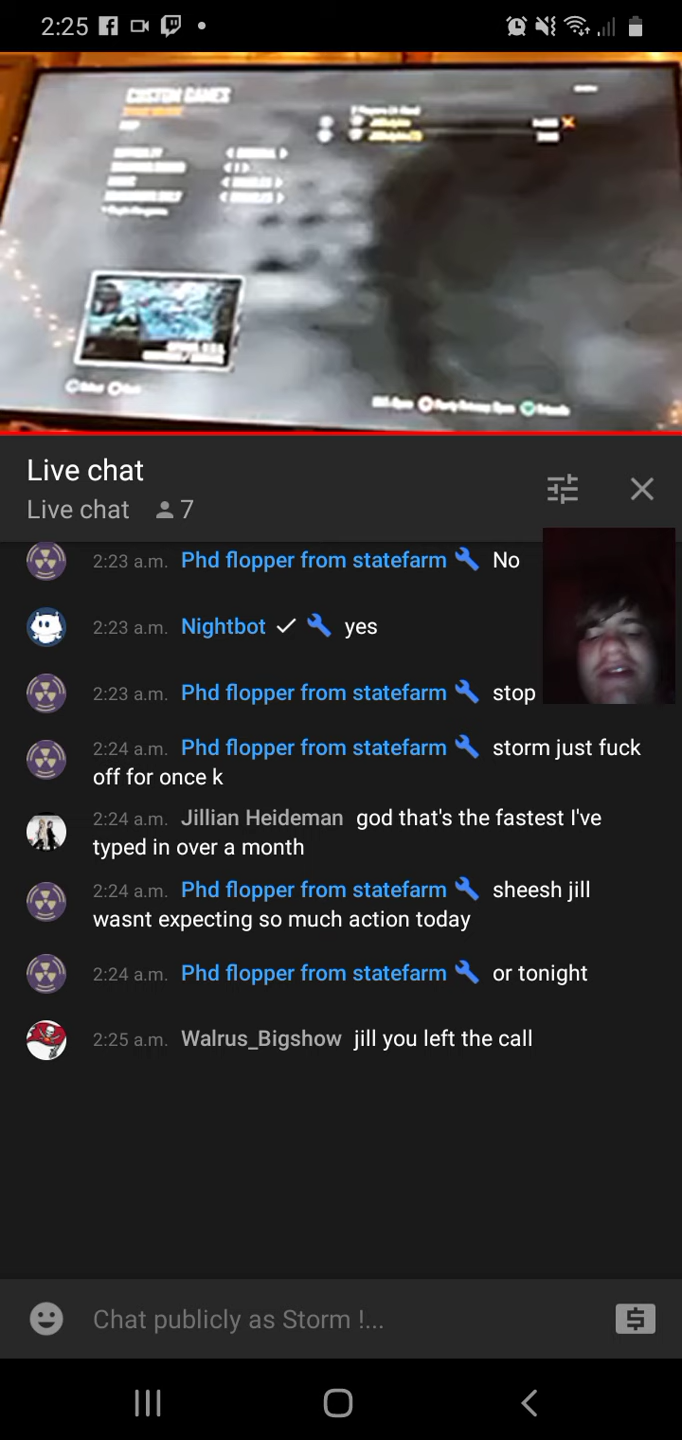 2:25
CUSTOM GAMES
Live chat
Live chat 7
2:23 a.m. Phd flopper from statefarm No
2:23 a.m. Nightbot yes
2:23 a.m. Phd flopper from statefarm stop
2:24 a.m. Phd flopper from statefarm storm just fuck
off for once k
2:24 a.m. Jillian Heideman god that's the fastest I've
typed in over a month
2:24 a.m. Phd flopper from statefarm sheesh jill
wasnt expecting so much action today
2:24 a.m. Phd flopper from statefarm or tonight
2:25 a.m. Walrus_Bigshow jill you left the call
Chat publicly as Storm !...